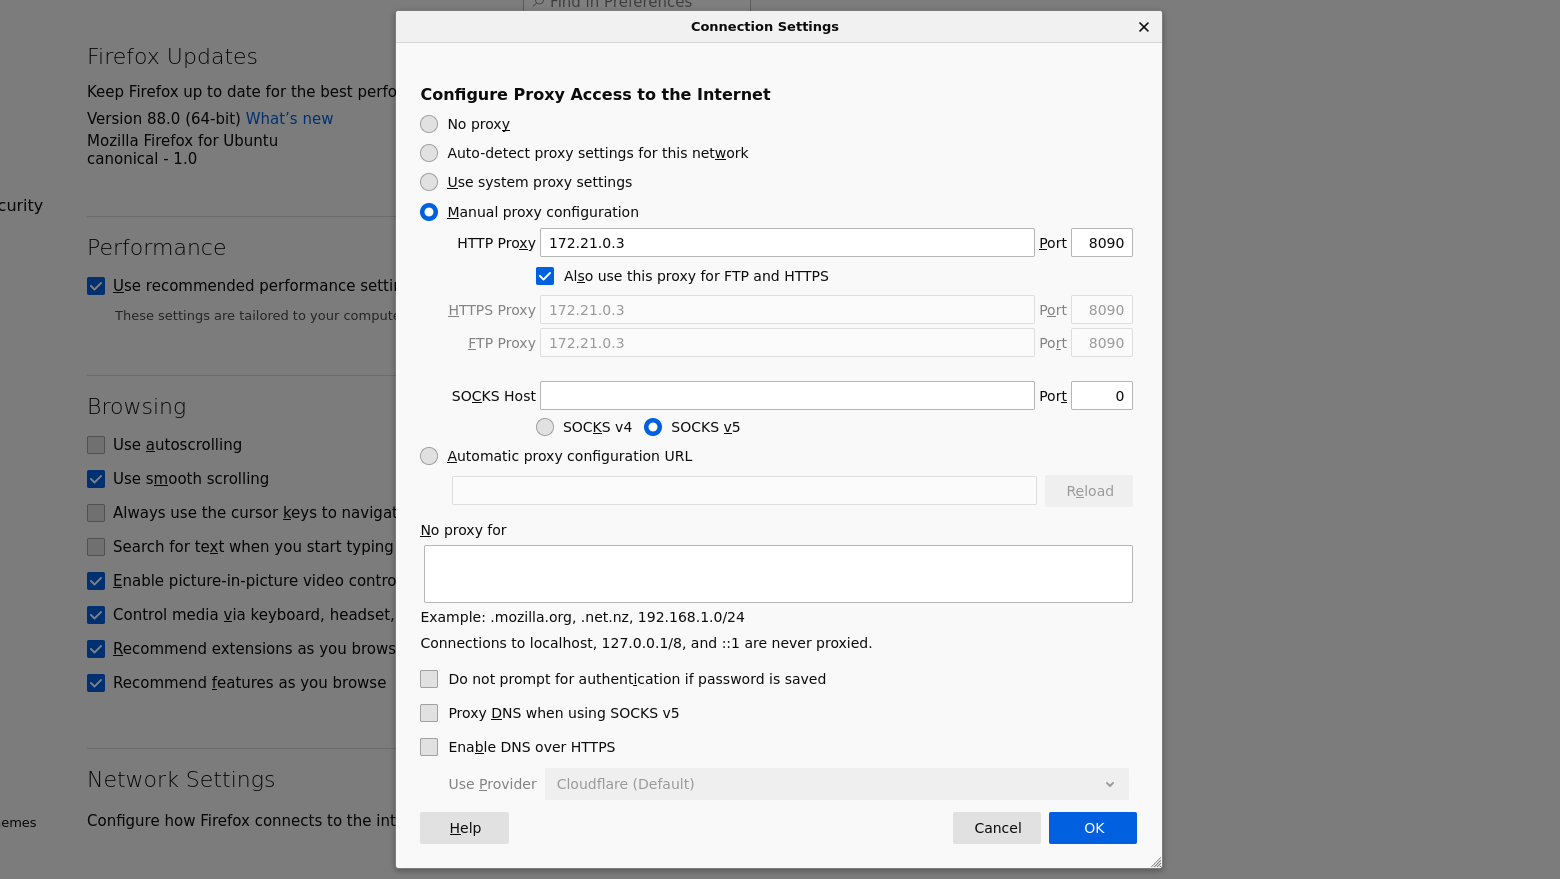 Find in Preferences
Connection Settings
Firefox Updates
Keep Firefox up to date for the best perfo
Version 88.0 (64-bit) What’s new
Mozilla Firefox for Ubuntu
canonical - 1.0
curity
Performance
Use recommended performance settin
These settings are tailored to your compute
Browsing
Use autoscrolling
Use smooth scrolling
Always use the cursor keys to navigat
Search for text when you start typing
Enable picture-in-picture video contro
Control media via keyboard, headset,
Recommend extensions as you brows
Recommend features as you browse
Network Settings
Configure how Firefox connects to the int
emes
Configure Proxy Access to the Internet
No proxy
Auto-detect proxy settings for this network
Use system proxy settings
Manual proxy configuration
HTTP Proxy 172.21.0.3 Port 8090
Also use this proxy for FTP and HTTPS
HTTPS Proxy 172.21.0.3 Port 8090
FTP Proxy 172.21.0.3 Port 8090
SOCKS Host Port 0
SOCKS v4 SOCKS v5
Automatic proxy configuration URL
Reload
No proxy for
Example: .mozilla.org, .net.nz, 192.168.1.0/24
Connections to localhost, 127.0.0.1/8, and ::1 are never proxied.
Do not prompt for authentication if password is saved
Proxy DNS when using SOCKS v5
Enable DNS over HTTPS
Use Provider Cloudflare (Default)
Help Cancel OK